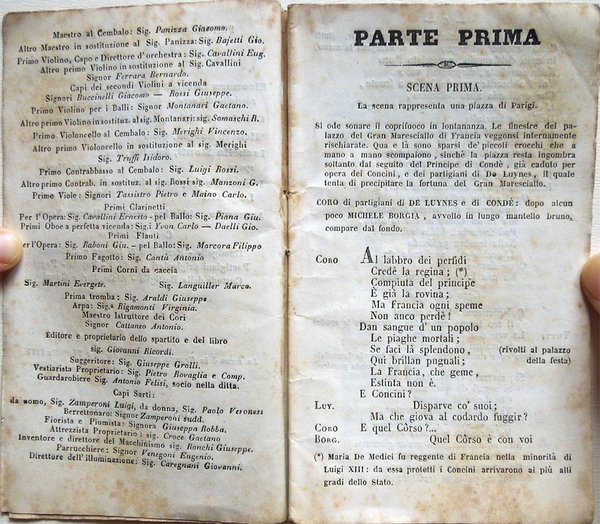 Maestro al Cembalo: Sig. Panizza Giacomo.
Altro Maestro in sostituzione al Sig. Panizza: Sig. Bajetti Gio.
Primo Violino, Capo e Direttore d'orchestra: Sig. Cavallini Eug.
Altro primo Violino in sostituzione al Sig. Cavallini
Signor Ferrara Bernardo.
Capi dei secondi Violini a vicenda
Signori Buccinelli Giacomo — Rossi Giuseppe.
Primo Violino per i Balli: Signor Montanari Gaetano.
Altro primo Violino in sostituz. al sig. Montanari: sig. Somaschi R.
Primo Violoncello al Cembalo: Sig. Merighi Vincenzo.
Altro primo Violoncello in sostituzione al sig. Merighi
Sig. Truffi Isidoro.
Primo Contrabbasso al Cembalo: Sig. Luigi Rossi.
Altro primo Contrab. in sostituz. al sig. Rossi sig. Manzoni G.
Prime Viole: Signori Tassistro Pietro e Maino Carlo.
Primi Clarinetti
Per l'Opera: Sig. Cavallini Ernesto - pel Ballo: Sig. Piana Giu.
Primi Oboe a perfetta vicenda: Sig.i Yvon Carlo — Daelli Gio.
Primi Flauti
per l'Opera: Sig. Raboni Giu. - pel Ballo: Sig. Marcora Filippo
Primo Fagotto: Sig. Cantù Antonio
Primi Corni da caccia
Sig. Martini Evergete. Sig. Languiller Marco.
Prima tromba: Sig. Araldi Giuseppe.
Arpa: Sig.a Rigamonti Virginia.
Maestro Istruttore dei Cori
Signor Cattaneo Antonio.
Editore e proprietario dello spartito e del libro
sig. Giovanni Ricordi.
Suggeritore: Sig. Giuseppe Grolli.
Vestiarista Proprietario: Sig. Pietro Rovaglia e Comp.
Guardarobiere Sig. Antonio Felisi, socio nella ditta.
Capi Sarti:
da uomo, Sig. Zamperoni Luigi, da donna, Sig. Paolo Veronesi
Berrettonaro: Signor Zamperoni sudd.
Fiorista e Piomista: Signora Giuseppa Robba.
Attrezzista Proprietario: sig. Croce Gaetano
Inventore e direttore del Macchinismo sig. Ronchi Giuseppe.
Parrucchiere: Signor Venegoni Eugenio.
Direttore dell'illuminazione: Sig. Caregnani Giovanni.
PARTE PRIMA
SCENA PRIMA.
La scena rappresenta una piazza di Parigi.
Si ode sonare il coprifuoco in lontananza. Le finestre del pa-
lazzo del Gran Maresciallo di Francia veggonsi internamente
rischiarate. Qua e là sono sparsi de' piccoli crocchi che a
mano a mano scompaiono, sinchè la piazza resta ingombra
soltanto dal seguito del Principe di Condè, già caduto per
opera dei Concini, e dei partigiani di De Luynes, il quale
tenta di precipitare la fortuna del Gran Maresciallo.
CORO di partigiani di DE LUYNES e di CONDÈ: dopo alcun
poco MICHELE BORGIA, avvolto in lungo mantello bruno,
compare dal fondo.
CORO Al labbro dei perfidi
Credè la regina; (*)
Compiuta del principe
È già la rovina;
Ma Francia ogni speme
Non anco perdè!
Dan sangue d'un popolo
Le piaghe mortali;
Se faci là splendono, (rivolti al palazzo
Qui brillan pugnali; della festa)
La Francia, che geme,
Estinta non è.
E Concini?
LUY. Disparve co' suoi;
Ma che giova al codardo fuggir?
CORO E quel Côrso?...
BORG. Quel Côrso è con voi
(*) Maria De Medici fu reggente di Francia nella minorità di
Luigi XIII: da essa protetti i Concini arrivarono ai più alti
gradi dello Stato.